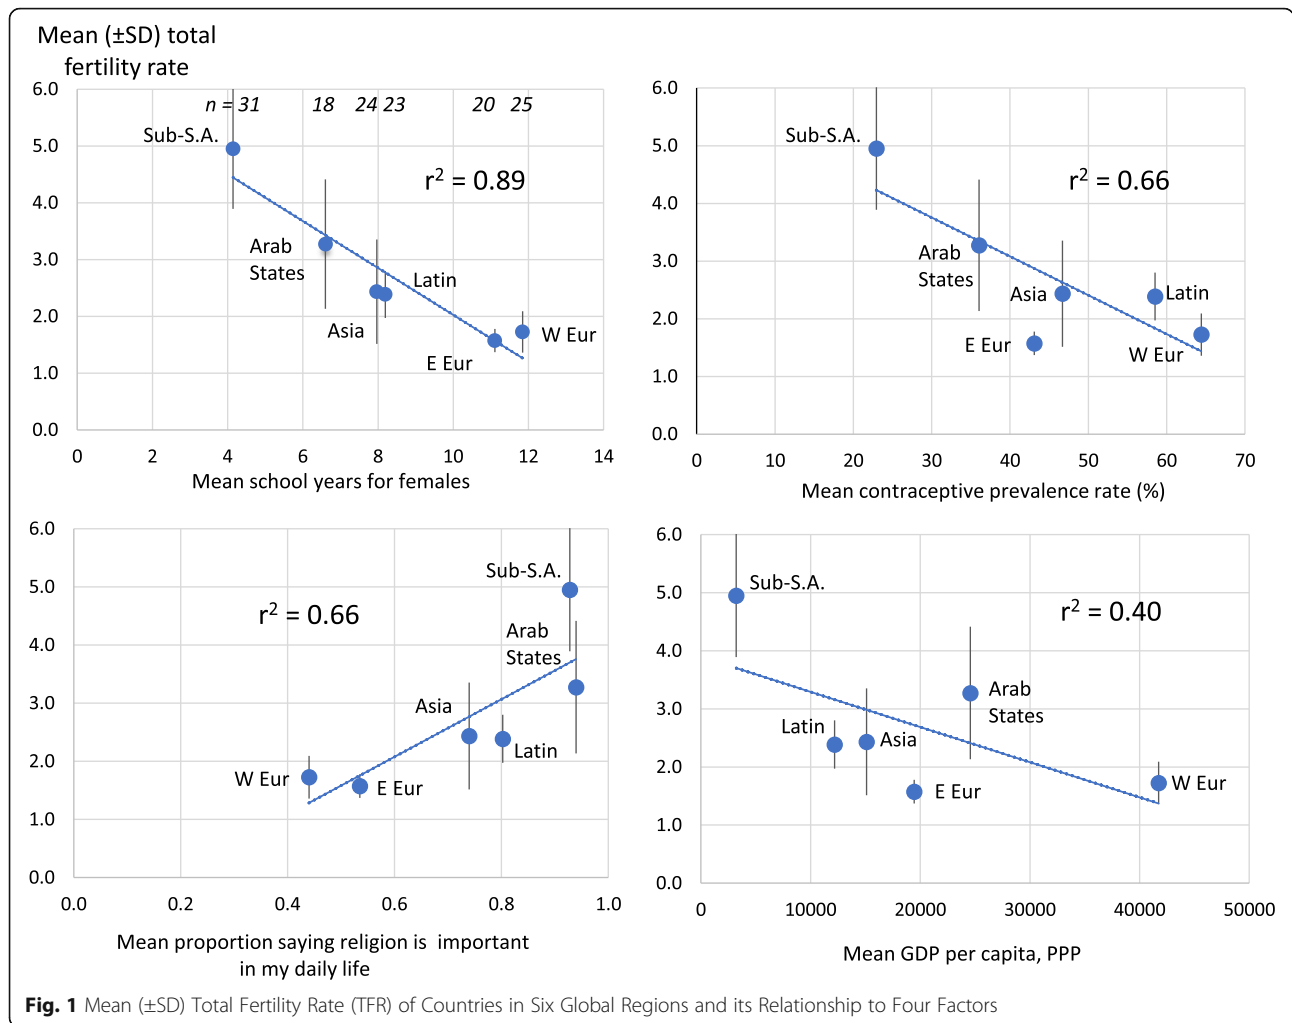 Mean (±SD) total
fertility rate
6.0
5.0
4.0
3.0
2.0
1.0
0.0
n = 31
18
24
23
20
25
Sub-S.A.
r² = 0.89
Arab
States
Latin
Asia
E Eur
W Eur
0 2 4 6 8 10 12 14
Mean school years for females
6.0
5.0
4.0
3.0
2.0
1.0
0.0
Sub-S.A.
r² = 0.66
Arab
States
Asia
Latin
E Eur
W Eur
0 10 20 30 40 50 60 70
Mean contraceptive prevalence rate (%)
6.0
5.0
4.0
3.0
2.0
1.0
0.0
Sub-S.A.
r² = 0.66
Arab
States
Asia
Latin
W Eur
E Eur
0.0 0.2 0.4 0.6 0.8 1.0
Mean proportion saying religion is important
in my daily life
6.0
5.0
4.0
3.0
2.0
1.0
0.0
Sub-S.A.
r² = 0.40
Arab
States
Latin
Asia
E Eur
W Eur
0 10000 20000 30000 40000 50000
Mean GDP per capita, PPP
Fig. 1 Mean (±SD) Total Fertility Rate (TFR) of Countries in Six Global Regions and its Relationship to Four Factors